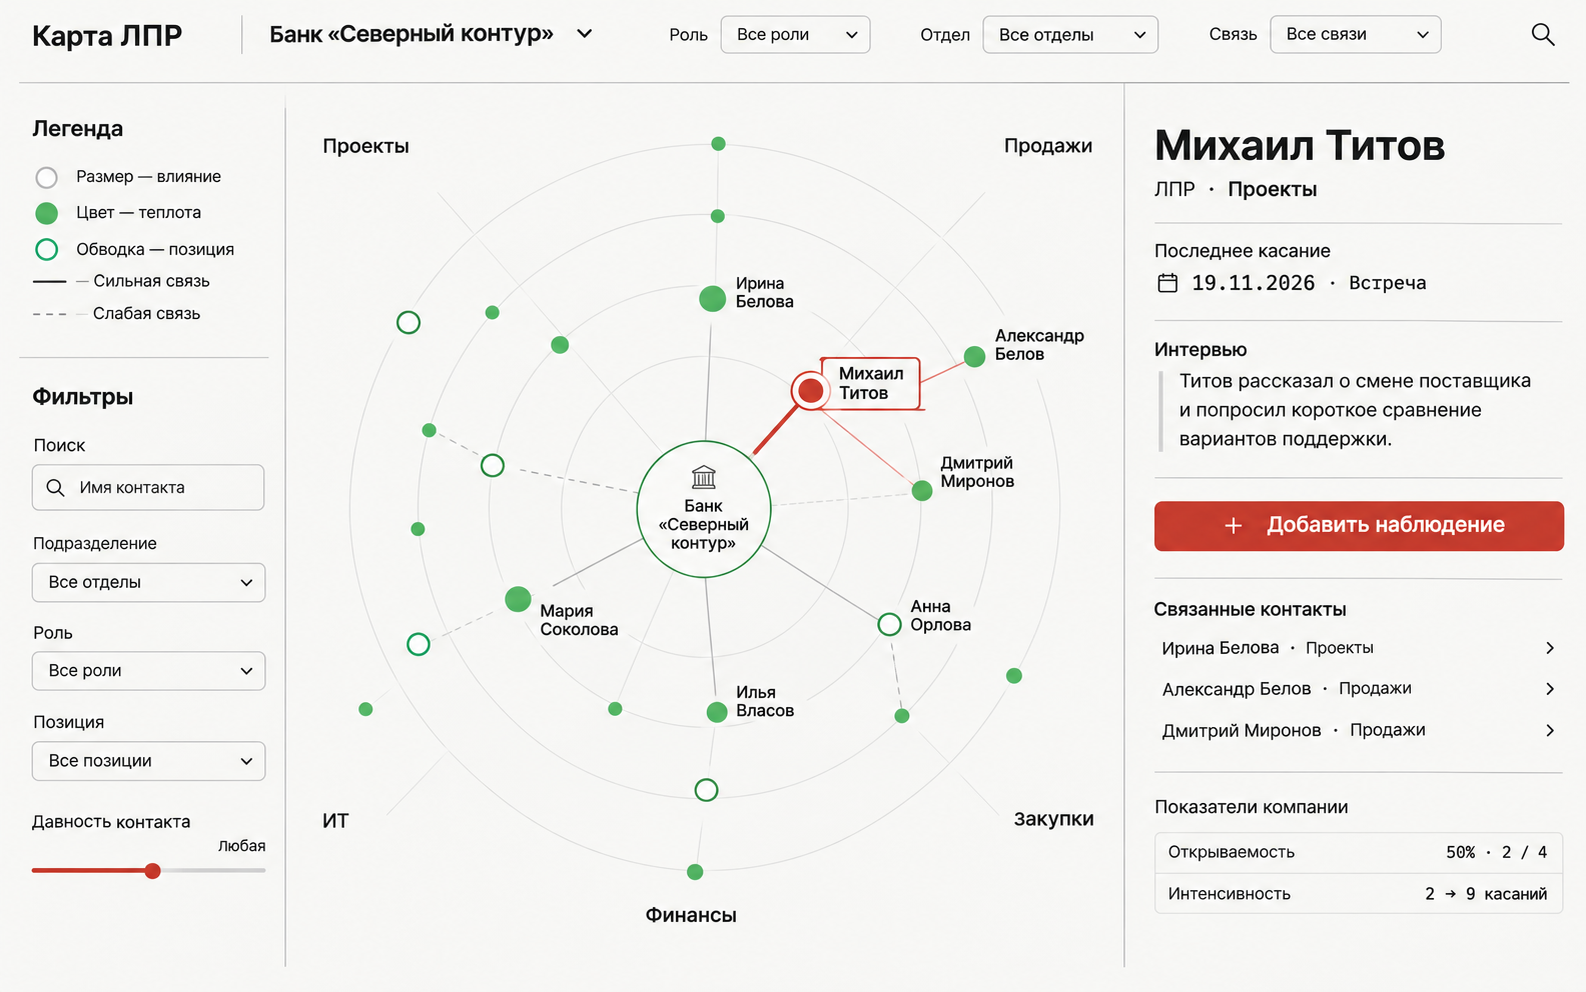 Карта ЛПР
Банк «Северный контур»
Роль
Все роли
Отдел
Все отделы
Связь
Все связи
Легенда
Размер — влияние
Цвет — теплота
Обводка — позиция
— Сильная связь
— Слабая связь
Фильтры
Поиск
Имя контакта
Подразделение
Все отделы
Роль
Все роли
Позиция
Все позиции
Давность контакта
Любая
Проекты
Продажи
Ирина
Белова
Александр
Белов
Михаил
Титов
Дмитрий
Миронов
Банк
«Северный
контур»
Мария
Соколова
Анна
Орлова
Илья
Власов
ИТ
Закупки
Финансы
Михаил Титов
ЛПР · Проекты
Последнее касание
19.11.2026 · Встреча
Интервью
Титов рассказал о смене поставщика
и попросил короткое сравнение
вариантов поддержки.
+ Добавить наблюдение
Связанные контакты
Ирина Белова · Проекты
Александр Белов · Продажи
Дмитрий Миронов · Продажи
Показатели компании
Открываемость 50% · 2 / 4
Интенсивность 2 → 9 касаний